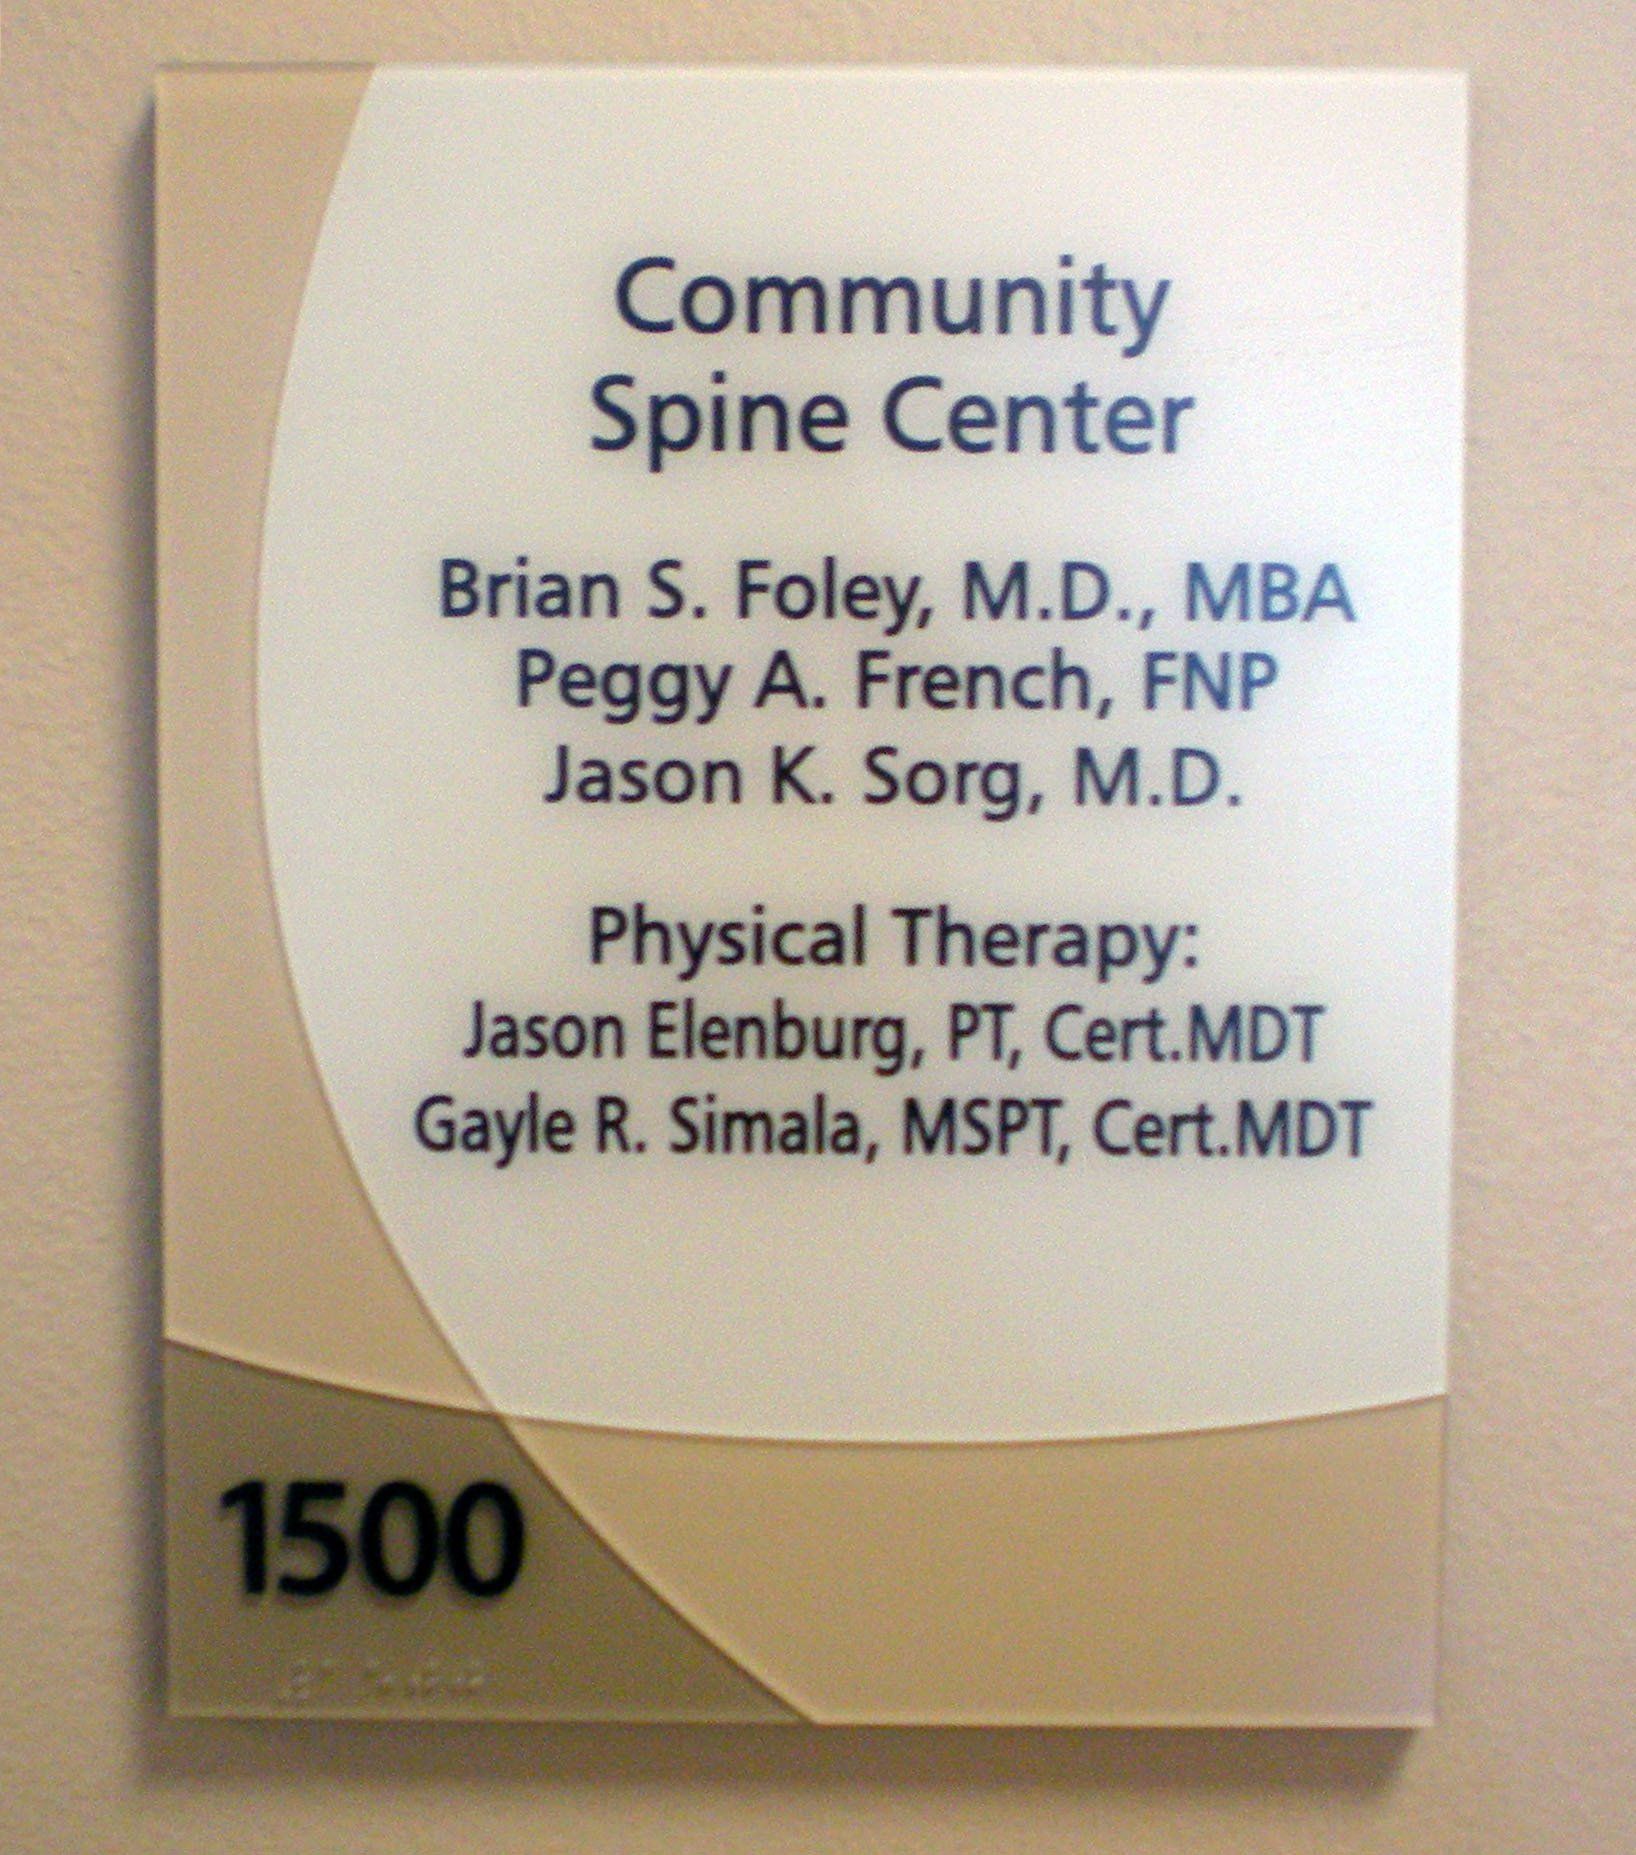 Community
Spine Center
Brian S. Foley, M.D., MBA
Peggy A. French, FNP
Jason K. Sorg, M.D.
Physical Therapy:
Jason Elenburg, PT, Cert.MDT
Gayle R. Simala, MSPT, Cert.MDT
1500